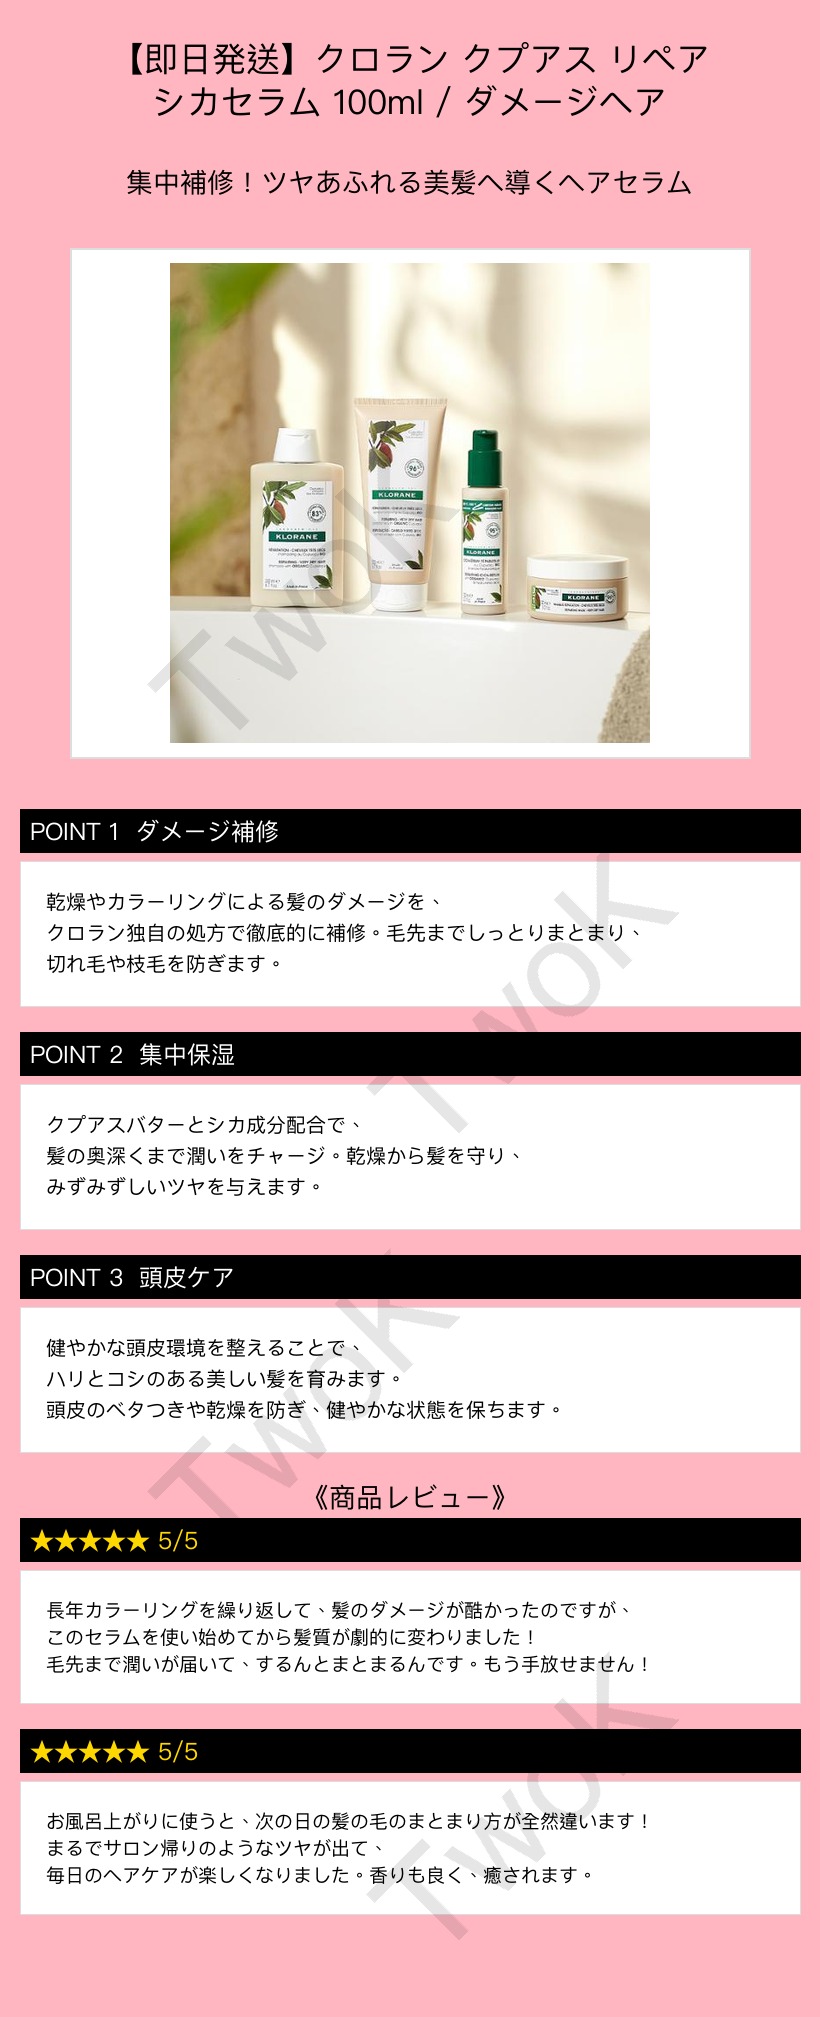 【即日発送】クロラン クプアス リペア
シカセラム 100ml / ダメージヘア
集中補修！ツヤあふれる美髪へ導くヘアセラム
83%
KLORANE
RÉPARATION - CHEVEUX TRÈS SECS
REPAIRING - VERY DRY HAIR
96%
KLORANE
REPAIRING - VERY DRY HAIR
95%
KLORANE
KLORANE
TwoK
POINT 1 ダメージ補修
乾燥やカラーリングによる髪のダメージを、
クロラン独自の処方で徹底的に補修。毛先までしっとりまとまり、
切れ毛や枝毛を防ぎます。
TwoK
POINT 2 集中保湿
クプアスバターとシカ成分配合で、
髪の奥深くまで潤いをチャージ。乾燥から髪を守り、
みずみずしいツヤを与えます。
POINT 3 頭皮ケア
健やかな頭皮環境を整えることで、
ハリとコシのある美しい髪を育みます。
頭皮のベタつきや乾燥を防ぎ、健やかな状態を保ちます。
TwoK
《商品レビュー》
★★★★★ 5/5
長年カラーリングを繰り返して、髪のダメージが酷かったのですが、
このセラムを使い始めてから髪質が劇的に変わりました！
毛先まで潤いが届いて、するんとまとまるんです。もう手放せません！
★★★★★ 5/5
お風呂上がりに使うと、次の日の髪の毛のまとまり方が全然違います！
まるでサロン帰りのようなツヤが出て、
毎日のヘアケアが楽しくなりました。香りも良く、癒されます。
TwoK